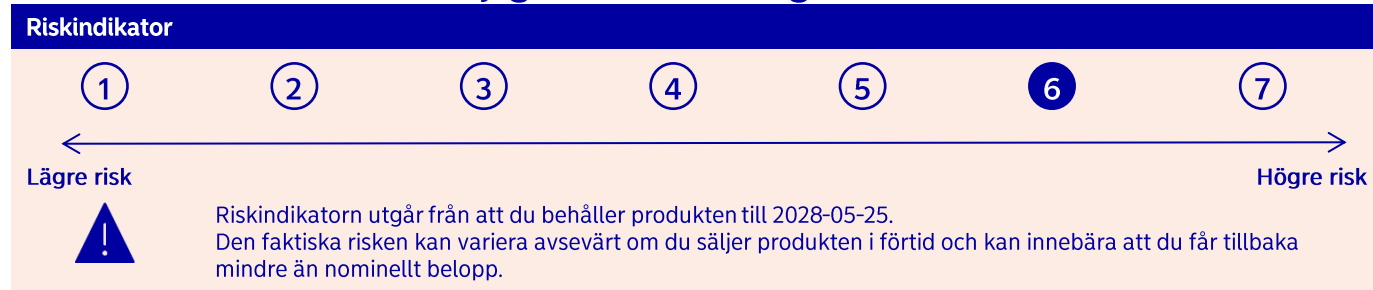 Riskindikator
1 2 3 4 5 6 7
Lägre risk Högre risk
Riskindikatorn utgår från att du behåller produkten till 2028-05-25.
Den faktiska risken kan variera avsevärt om du säljer produkten i förtid och kan innebära att du får tillbaka
mindre än nominellt belopp.